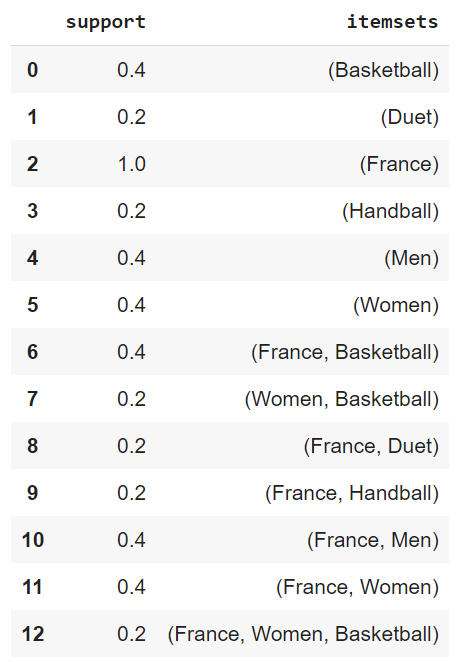 support itemsets
0 0.4 (Basketball)
1 0.2 (Duet)
2 1.0 (France)
3 0.2 (Handball)
4 0.4 (Men)
5 0.4 (Women)
6 0.4 (France, Basketball)
7 0.2 (Women, Basketball)
8 0.2 (France, Duet)
9 0.2 (France, Handball)
10 0.4 (France, Men)
11 0.4 (France, Women)
12 0.2 (France, Women, Basketball)